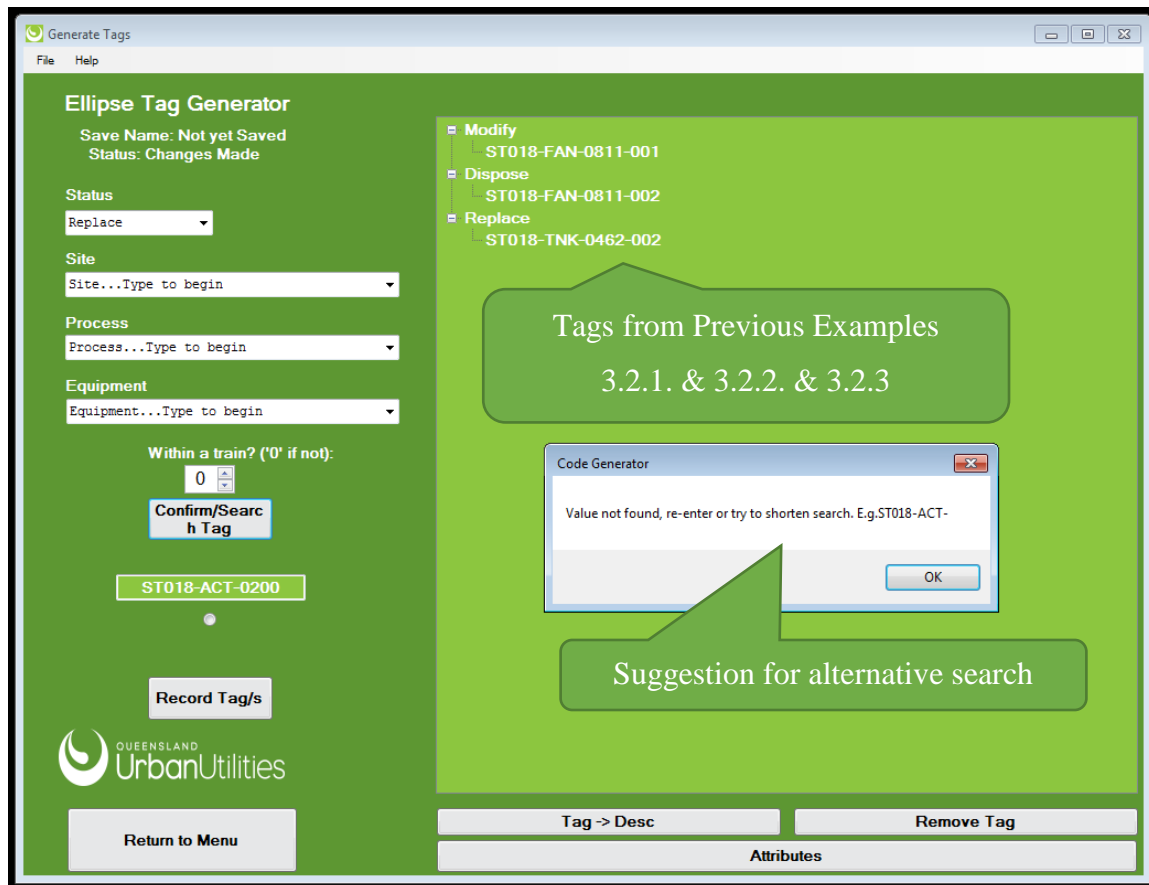 Generate Tags
File Help
Ellipse Tag Generator
Save Name: Not yet Saved
Status: Changes Made
Status
Replace
Site
Site...Type to begin
Process
Process...Type to begin
Equipment
Equipment...Type to begin
Within a train? ('0' if not):
0
Confirm/Searc
h Tag
ST018-ACT-0200
Record Tag/s
QUEENSLAND
UrbanUtilities
Return to Menu
Modify
ST018-FAN-0811-001
Dispose
ST018-FAN-0811-002
Replace
ST018-TNK-0462-002
Tags from Previous Examples
3.2.1. & 3.2.2. & 3.2.3
Code Generator
Value not found, re-enter or try to shorten search. E.g.ST018-ACT-
OK
Suggestion for alternative search
Tag -> Desc
Remove Tag
Attributes